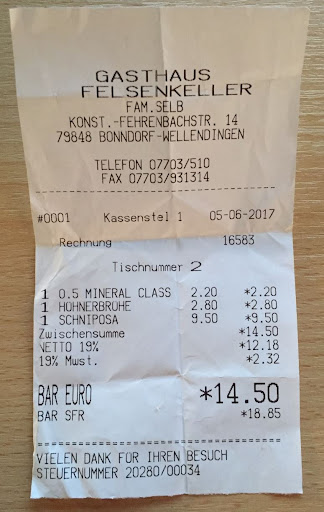 GASTHAUS
FELSENKELLER
FAM.SELB
KONST.-FEHRENBACHSTR. 14
79848 BONNDORF-WELLENDINGEN
TELEFON 07703/510
FAX 07703/931314
#0001 Kassenstel 1 05-06-2017
Rechnung 16583
Tischnummer 2
1 0.5 MINERAL CLASS 2.20 *2.20
1 HÜHNERBRÜHE 2.80 *2.80
1 SCHNIPOSA 9.50 *9.50
Zwischensumme *14.50
NETTO 19% *12.18
19% Mwst. *2.32
BAR EURO *14.50
BAR SFR *18.85
VIELEN DANK FÜR IHREN BESUCH
STEUERNUMMER 20280/00034